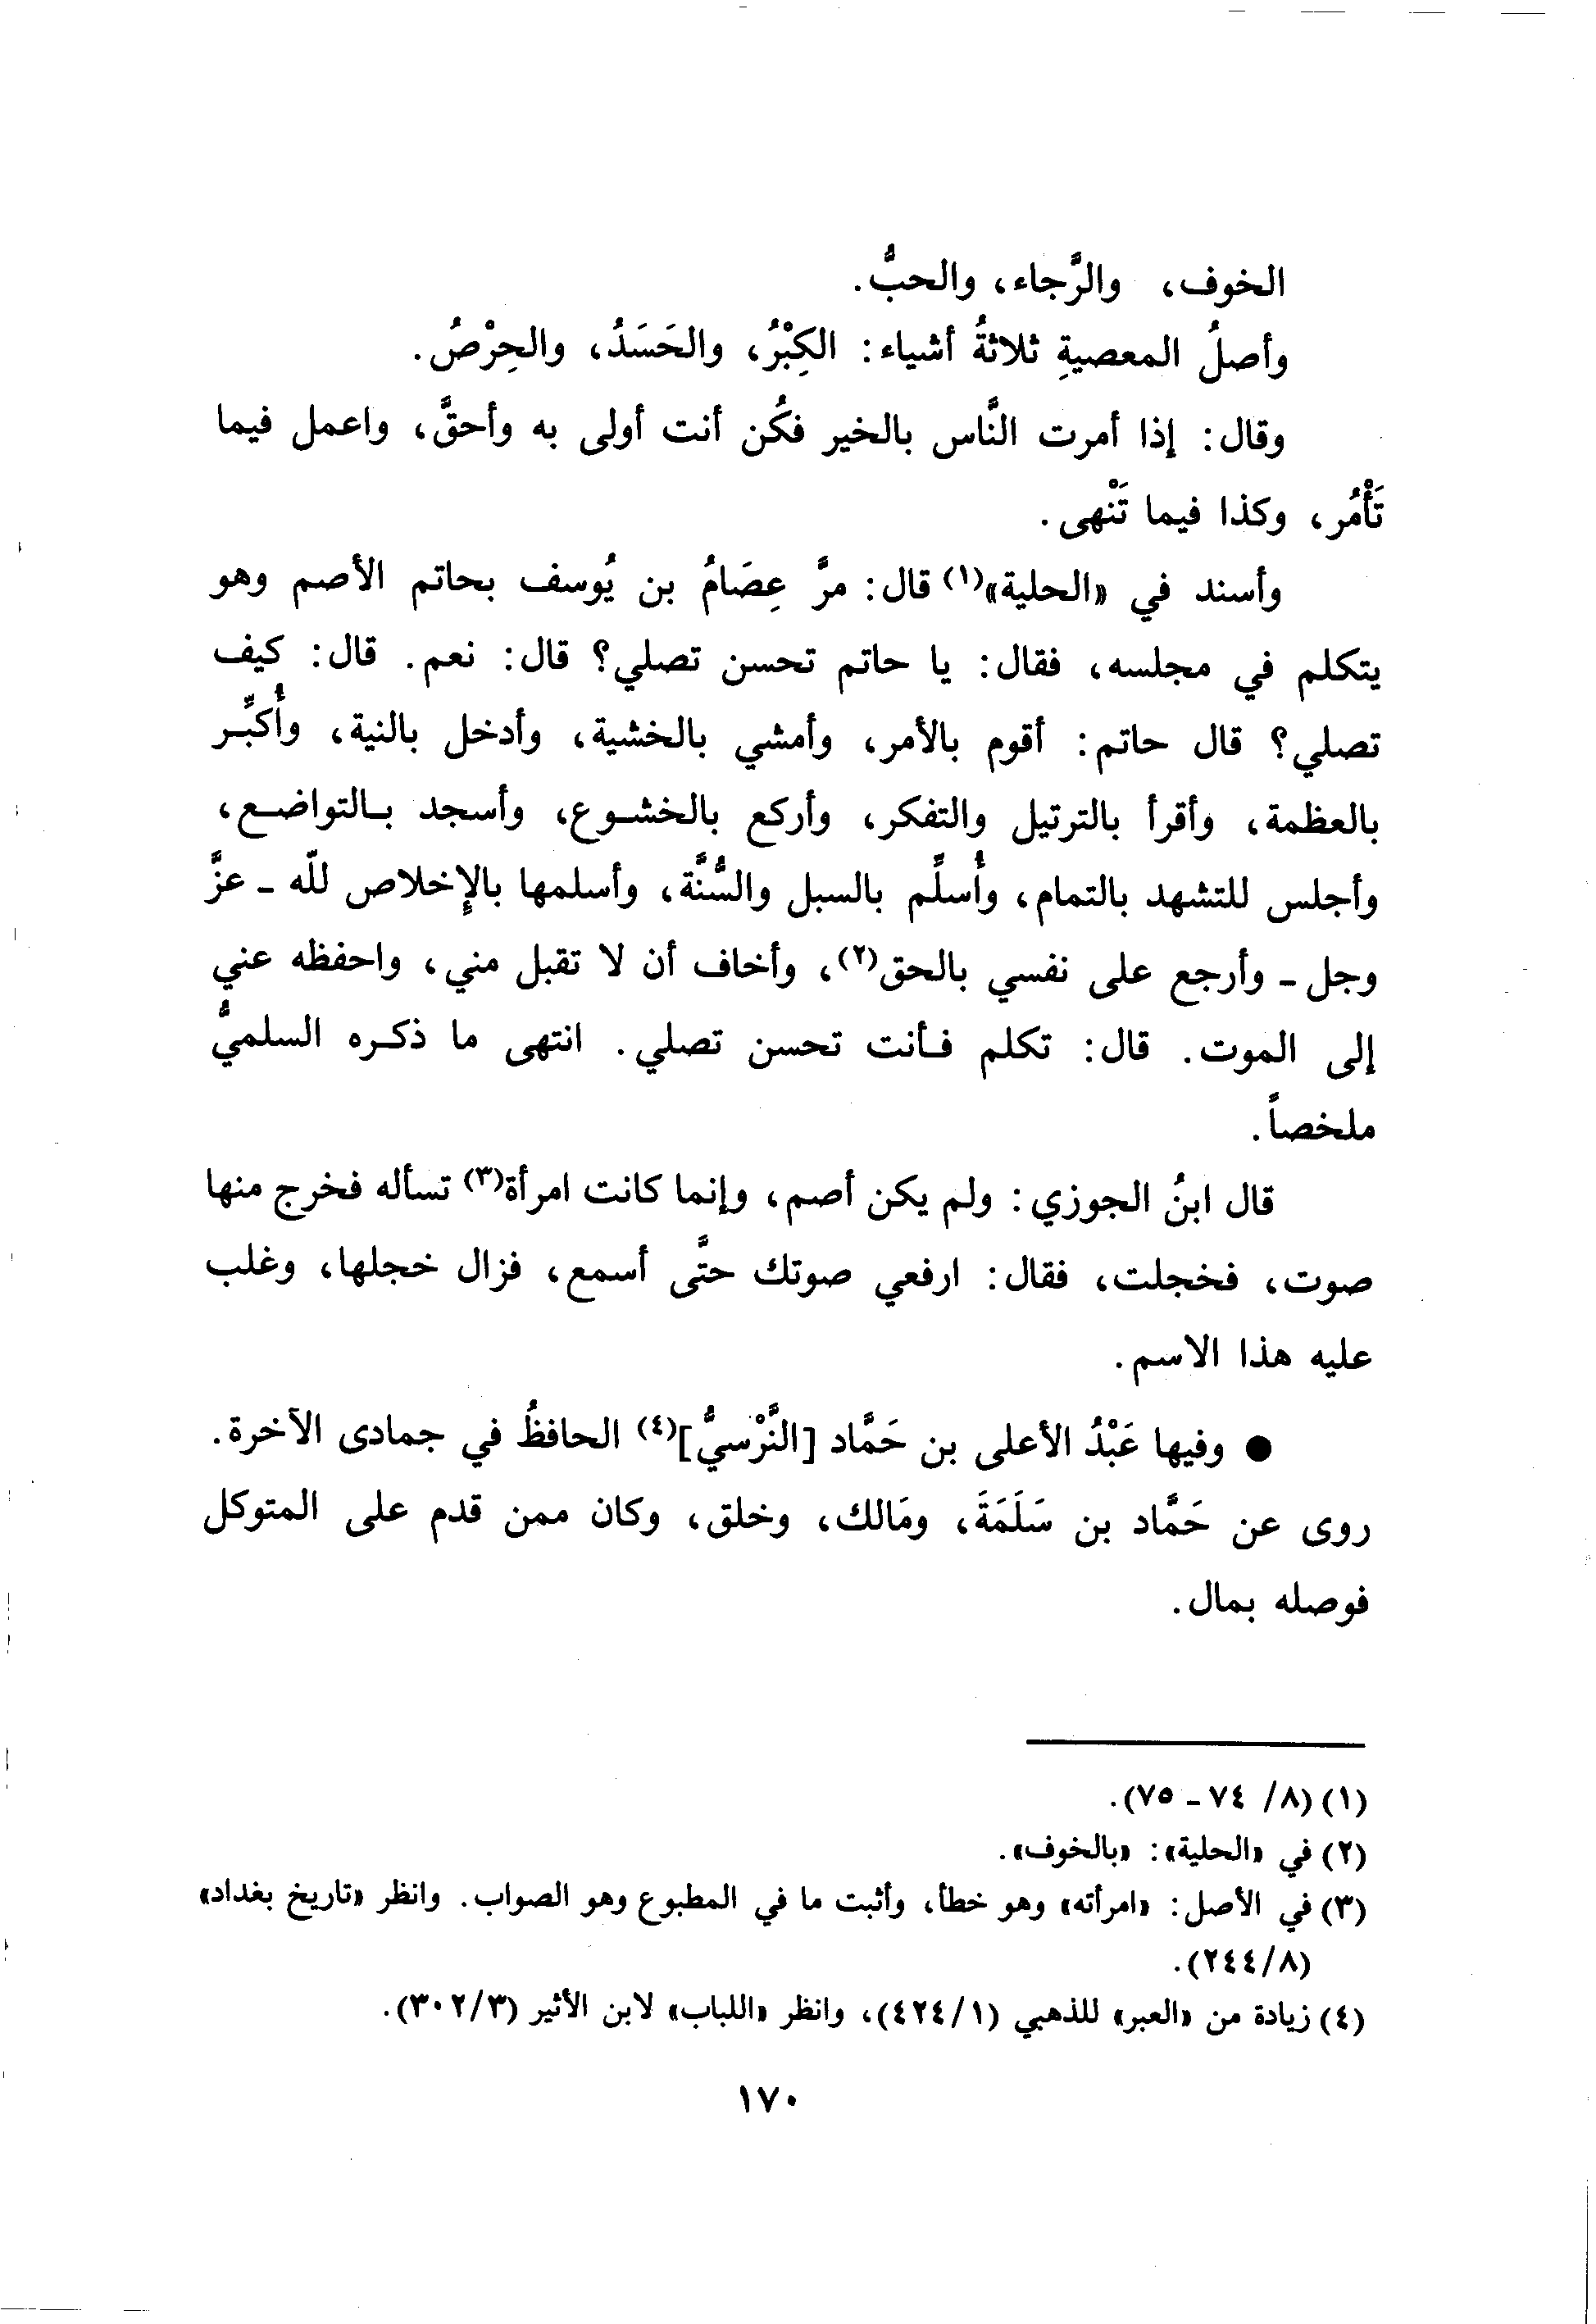 الخوف، والرَّجاء، والحبُّ.
وأصلُ المعصيةِ ثلاثةُ أشياء: الكِبْرُ، والحَسَدُ، والحِرْصُ.
وقال: إذا أمرت النَّاس بالخير فكُن أنت أولى به وأحقَّ، واعمل فيما
تَأْمُر، وكذا فيما تَنْهى.
وأسند في «الحلية»(١) قال: مرَّ عِصَامُ بن يُوسف بحاتم الأصم وهو
يتكلم في مجلسه، فقال: يا حاتم تحسن تصلي؟ قال: نعم. قال: كيف
تصلي؟ قال حاتم: أقوم بالأمر، وأمشي بالخشية، وأدخل بالنية، وأُكبِّر
بالعظمة، وأقرأ بالترتيل والتفكر، وأركع بالخشوع، وأسجد بالتواضع،
وأجلس للتشهد بالتمام، وأُسلِّم بالسبل والسُّنَّة، وأسلمها بالإِخلاص للّه ـ عزَّ
وجل ـ وأرجع على نفسي بالحق(٢)، وأخاف أن لا تقبل مني، واحفظه عني
إلى الموت. قال: تكلم فأنت تحسن تصلي. انتهى ما ذكره السلميُّ
ملخصاً.
قال ابنُ الجوزي: ولم يكن أصم، وإنما كانت امرأة(٣) تسأله فخرج منها
صوت، فخجلت، فقال: ارفعي صوتك حتَّى أسمع، فزال خجلها، وغلب
عليه هذا الاسم.
● وفيها عَبْدُ الأعلى بن حَمَّاد [النَّرْسيُّ](٤) الحافظُ في جمادى الآخرة.
روى عن حَمَّاد بن سَلَمَةَ، ومَالك، وخلق، وكان ممن قدم على المتوكل
فوصله بمال.
(١) (٨/ ٧٤ ـ ٧٥).
(٢) في «الحلية»: «بالخوف».
(٣) في الأصل: «امرأته» وهو خطأ، وأثبت ما في المطبوع وهو الصواب. وانظر «تاريخ بغداد»
(٨/٢٤٤).
(٤) زيادة من «العبر» للذهبي (١/٤٢٤)، وانظر «اللباب» لابن الأثير (٣/٣٠٢).
١٧٠